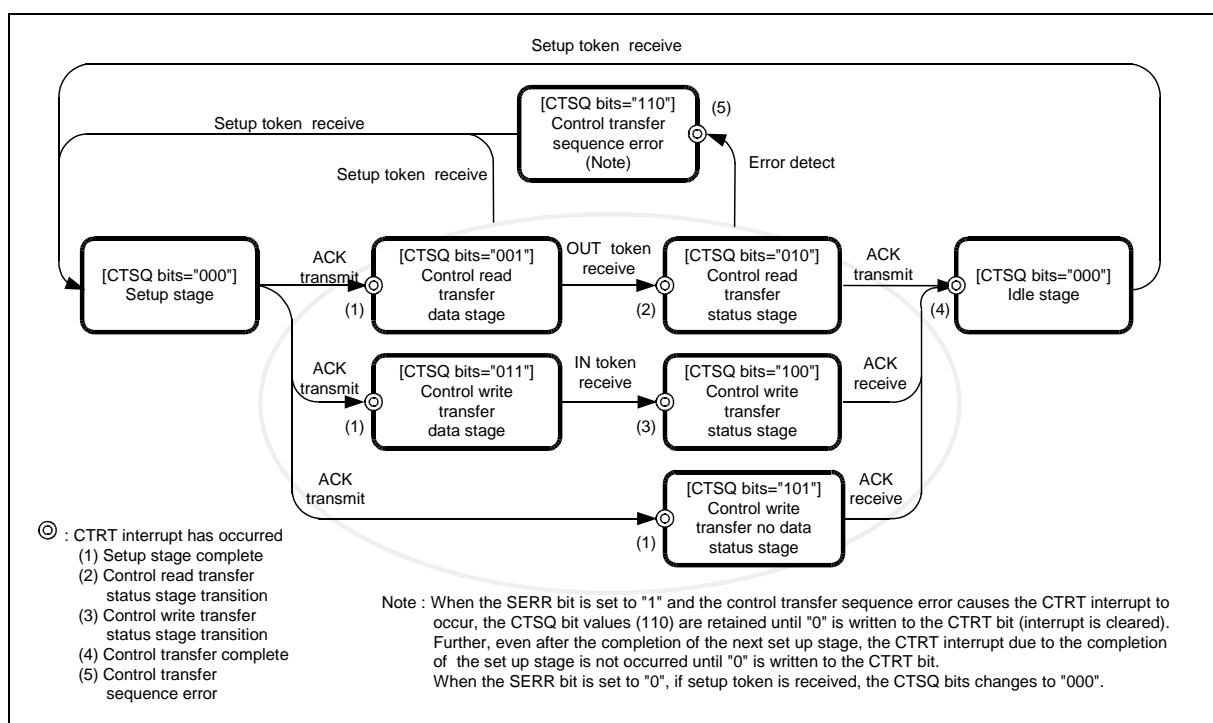 Setup token receive
[CTSQ bits="110"]
Control transfer
sequence error
(Note)
(5)
Setup token receive
Setup token receive
Error detect
[CTSQ bits="000"]
Setup stage
ACK
transmit
(1)
[CTSQ bits="001"]
Control read
transfer
data stage
OUT token
receive
(2)
[CTSQ bits="010"]
Control read
transfer
status stage
ACK
transmit
(4)
[CTSQ bits="000"]
Idle stage
ACK
transmit
(1)
[CTSQ bits="011"]
Control write
transfer
data stage
IN token
receive
(3)
[CTSQ bits="100"]
Control write
transfer
status stage
ACK
receive
ACK
transmit
(1)
[CTSQ bits="101"]
Control write
transfer no data
status stage
ACK
receive
: CTRT interrupt has occurred
(1) Setup stage complete
(2) Control read transfer
status stage transition
(3) Control write transfer
status stage transition
(4) Control transfer complete
(5) Control transfer
sequence error
Note : When the SERR bit is set to "1" and the control transfer sequence error causes the CTRT interrupt to
occur, the CTSQ bit values (110) are retained until "0" is written to the CTRT bit (interrupt is cleared).
Further, even after the completion of the next set up stage, the CTRT interrupt due to the completion
of the set up stage is not occurred until "0" is written to the CTRT bit.
When the SERR bit is set to "0", if setup token is received, the CTSQ bits changes to "000".